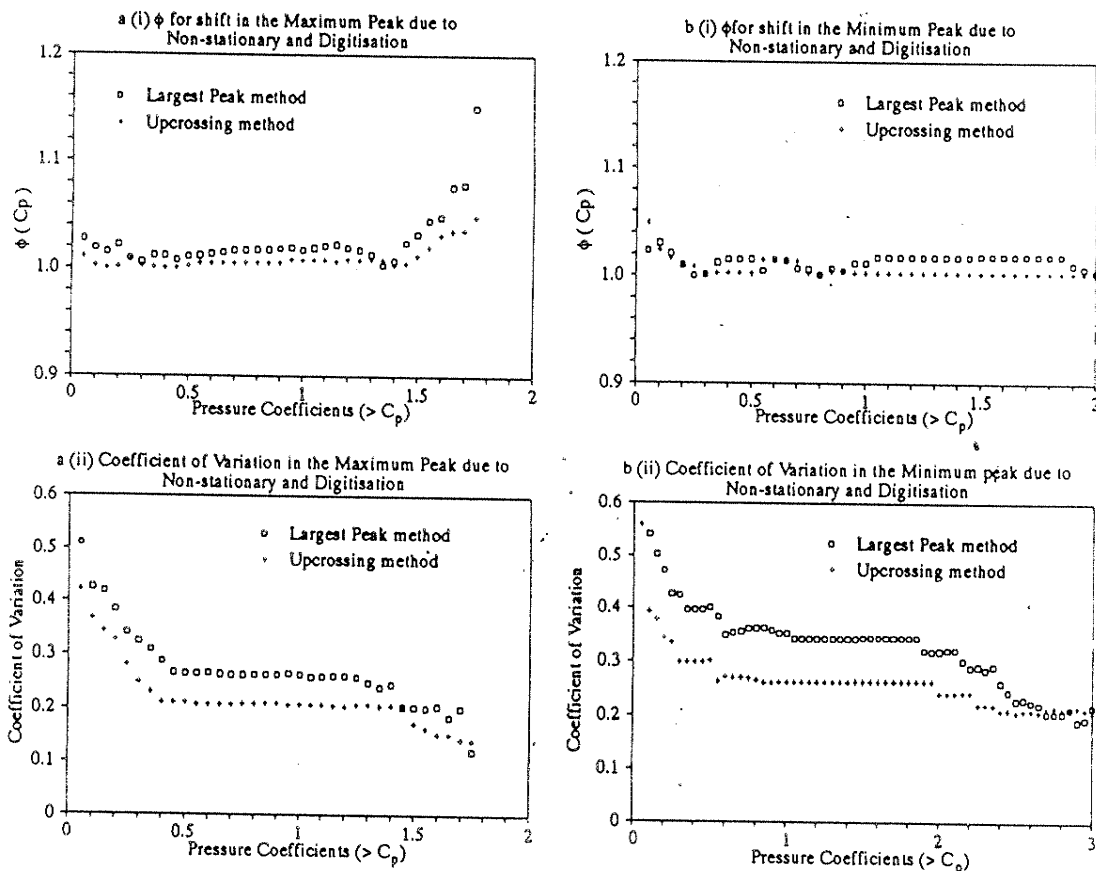 a (i) ϕ for shift in the Maximum Peak due to
Non-stationary and Digitisation
1.2
1.1
1.0
0.9
ϕ ( Cp )
Largest Peak method
Upcrossing method
0
0.5
1
1.5
2
Pressure Coefficients (> Cp)
b (i) ϕfor shift in the Minimum Peak due to
Non-stationary and Digitisation
1.2
1.1
1.0
0.9
ϕ ( Cp )
Largest Peak method
Upcrossing method
0
0.5
1
1.5
2
3
Pressure Coefficients (> Cp)
a (ii) Coefficient of Variation in the Maximum Peak due to
Non-stationary and Digitisation
0.6
0.5
0.4
0.3
0.2
0.1
0
Coefficient of Variation
Largest Peak method
Upcrossing method
0
0.5
1
1.5
2
Pressure Coefficients (> Cp)
b (ii) Coefficient of Variation in the Minimum peak due to
Non-stationary and Digitisation
0.6
0.5
0.4
0.3
0.2
0.1
0
Coefficient of Variation
Largest Peak method
Upcrossing method
0
1
2
3
Pressure Coefficients (> Cp)